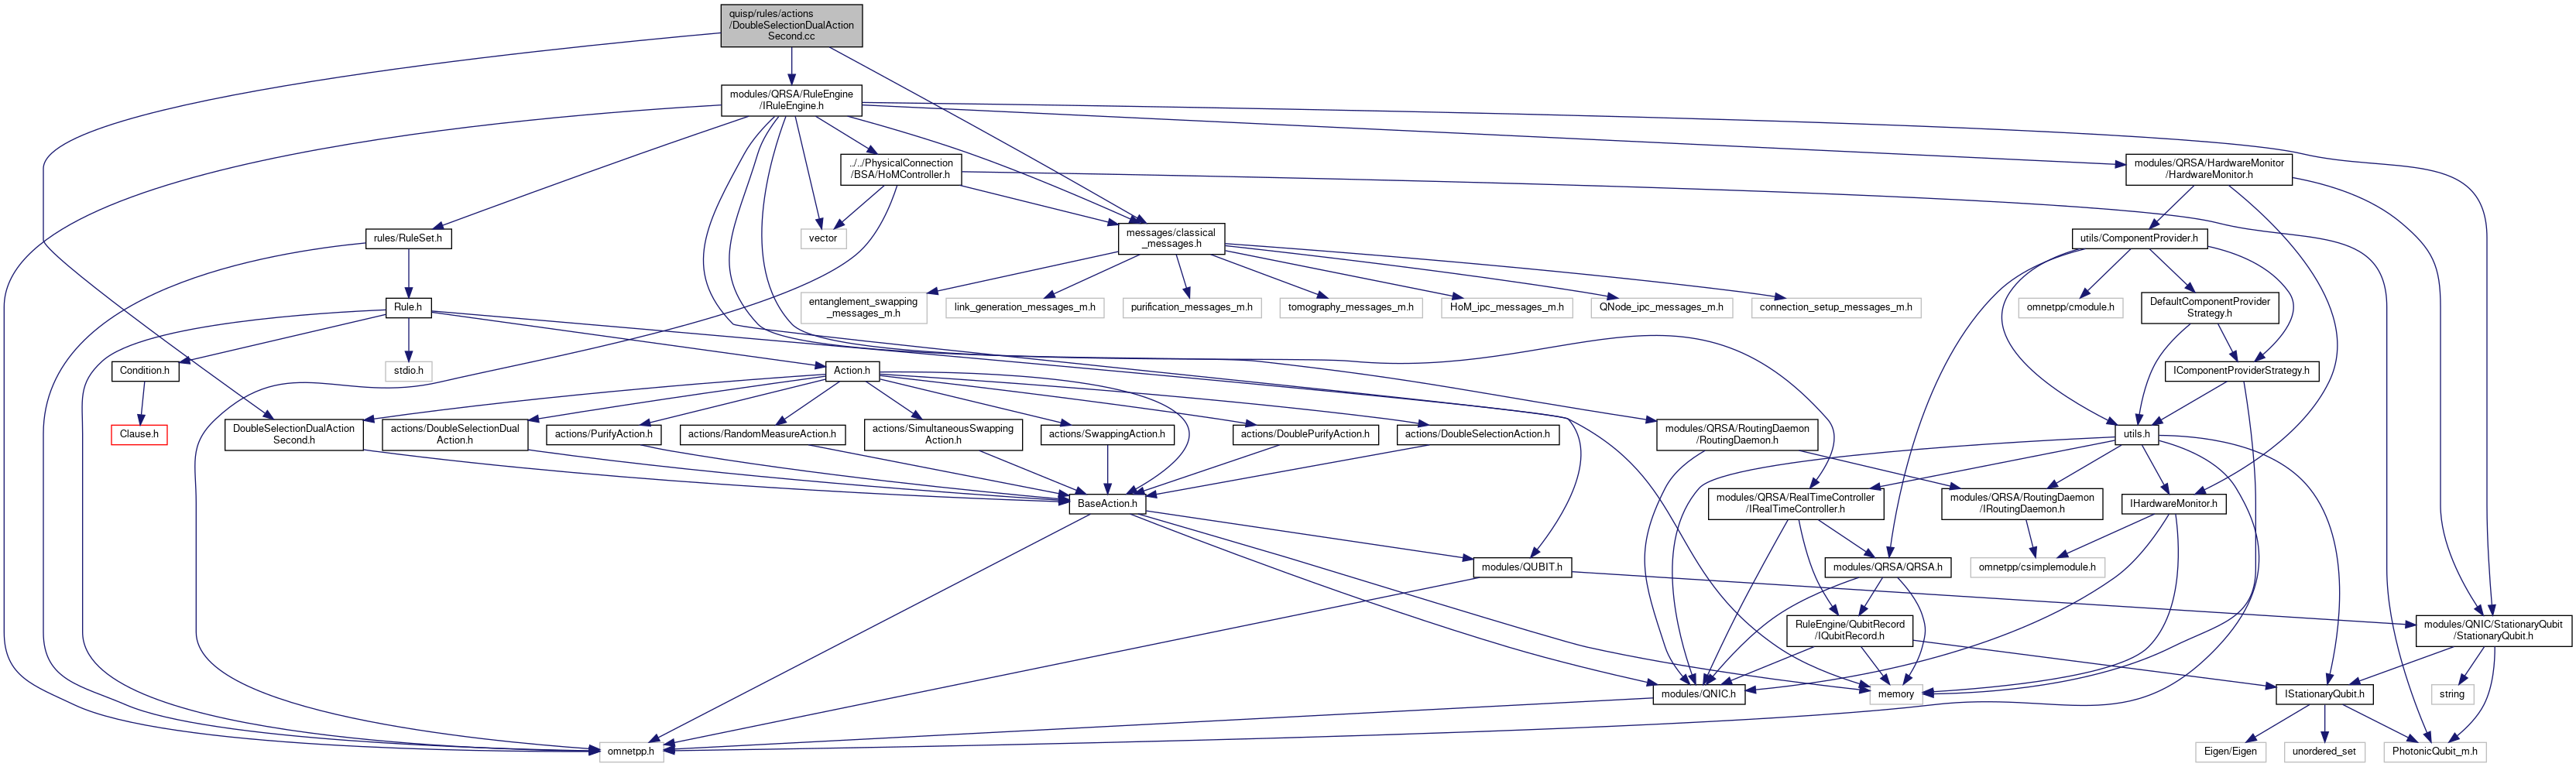 quisp/rules/actions
/DoubleSelectionDualAction
Second.cc
modules/QRSA/RuleEngine
/IRuleEngine.h
../../PhysicalConnection
/BSA/HoMController.h
modules/QRSA/HardwareMonitor
/HardwareMonitor.h
rules/RuleSet.h
vector
messages/classical
_messages.h
utils/ComponentProvider.h
Rule.h
entanglement_swapping
_messages_m.h
link_generation_messages_m.h
purification_messages_m.h
tomography_messages_m.h
HoM_ipc_messages_m.h
QNode_ipc_messages_m.h
connection_setup_messages_m.h
omnetpp/cmodule.h
DefaultComponentProvider
Strategy.h
Condition.h
stdio.h
Action.h
IComponentProviderStrategy.h
Clause.h
DoubleSelectionDualAction
Second.h
actions/DoubleSelectionDual
Action.h
actions/PurifyAction.h
actions/RandomMeasureAction.h
actions/SimultaneousSwapping
Action.h
actions/SwappingAction.h
actions/DoublePurifyAction.h
actions/DoubleSelectionAction.h
modules/QRSA/RoutingDaemon
/RoutingDaemon.h
utils.h
BaseAction.h
modules/QRSA/RealTimeController
/IRealTimeController.h
modules/QRSA/RoutingDaemon
/IRoutingDaemon.h
IHardwareMonitor.h
modules/QUBIT.h
modules/QRSA/QRSA.h
omnetpp/csimplemodule.h
RuleEngine/QubitRecord
/IQubitRecord.h
modules/QNIC/StationaryQubit
/StationaryQubit.h
modules/QNIC.h
memory
IStationaryQubit.h
string
omnetpp.h
Eigen/Eigen
unordered_set
PhotonicQubit_m.h